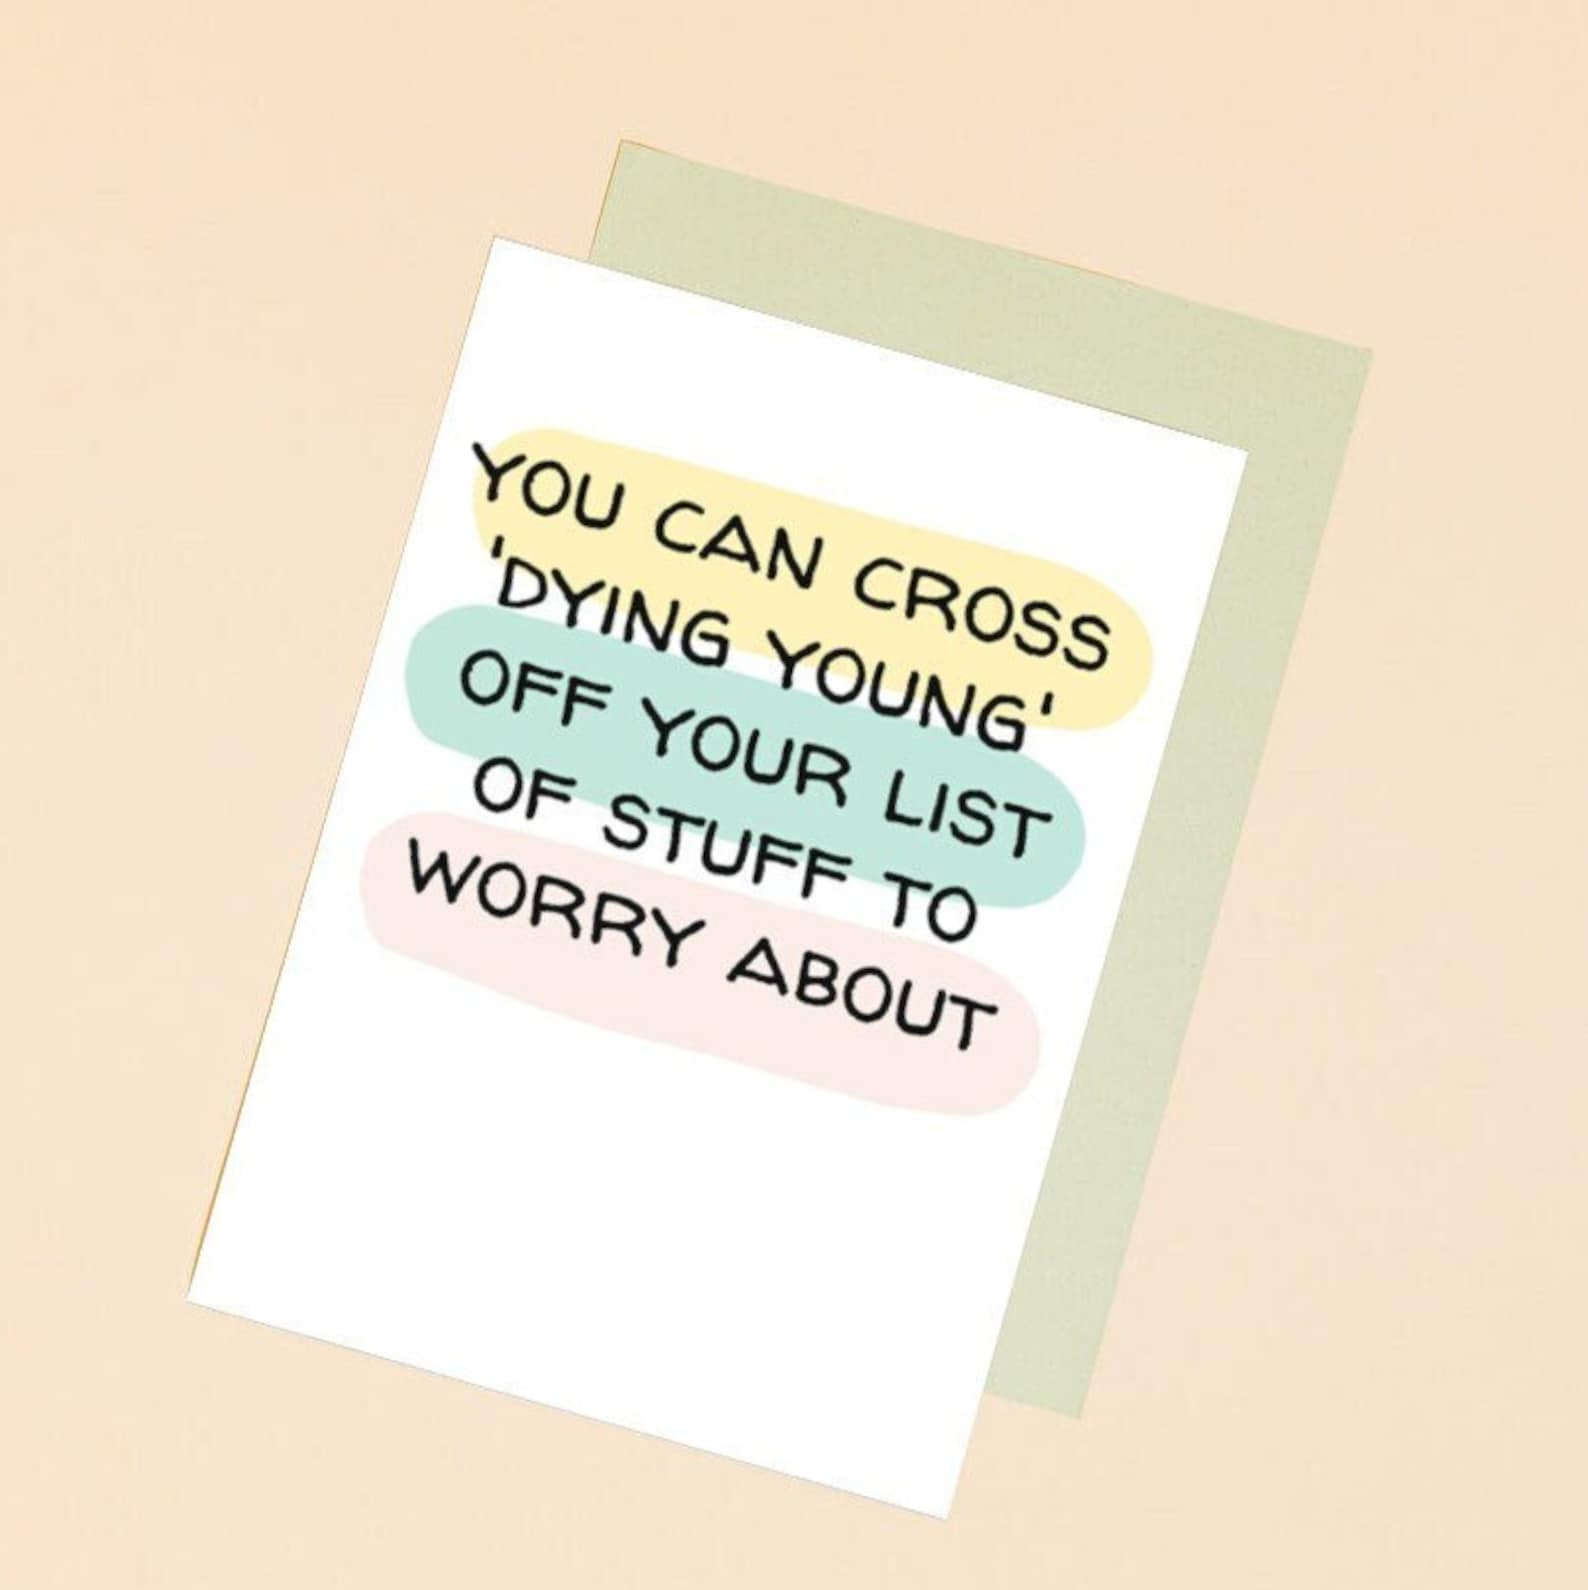 YOU CAN CROSS
'DYING YOUNG'
OFF YOUR LIST
OF STUFF TO
WORRY ABOUT